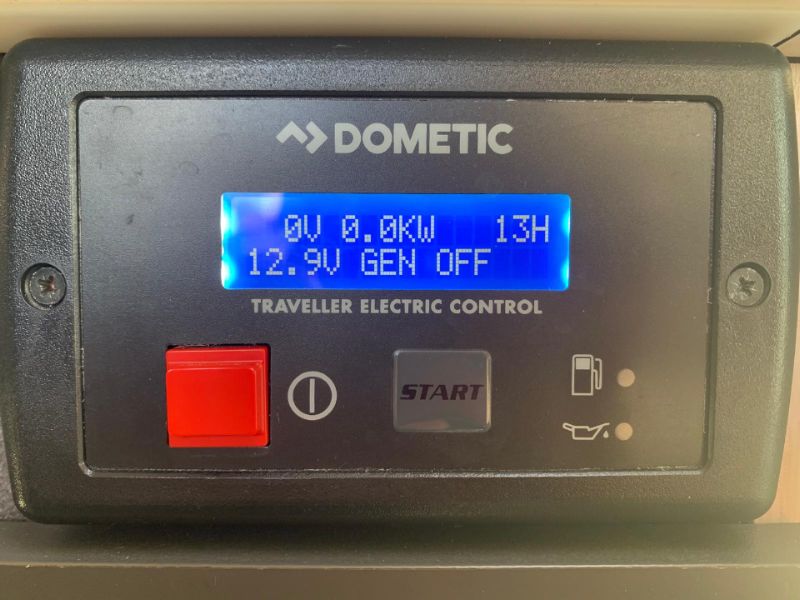 DOMETIC
0V 0.0KW 13H
12.9V GEN OFF
TRAVELLER ELECTRIC CONTROL
START